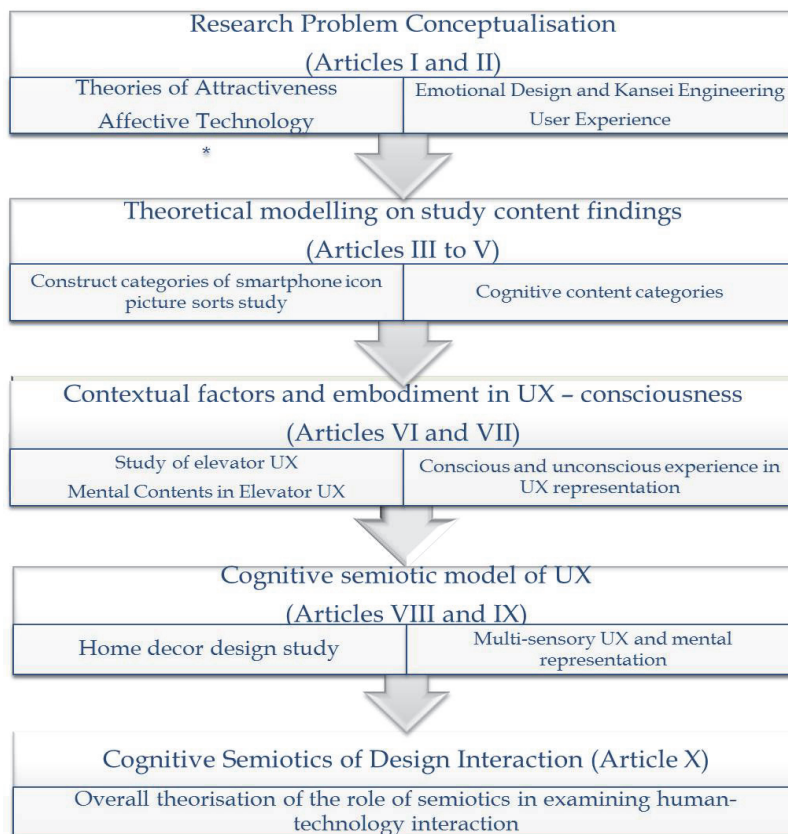 Research Problem Conceptualisation
(Articles I and II)
Theories of Attractiveness
Affective Technology
*
Emotional Design and Kansei Engineering
User Experience
Theoretical modelling on study content findings
(Articles III to V)
Construct categories of smartphone icon
picture sorts study
Cognitive content categories
Contextual factors and embodiment in UX – consciousness
(Articles VI and VII)
Study of elevator UX
Mental Contents in Elevator UX
Conscious and unconscious experience in
UX representation
Cognitive semiotic model of UX
(Articles VIII and IX)
Home decor design study
Multi-sensory UX and mental
representation
Cognitive Semiotics of Design Interaction (Article X)
Overall theorisation of the role of semiotics in examining human-
technology interaction